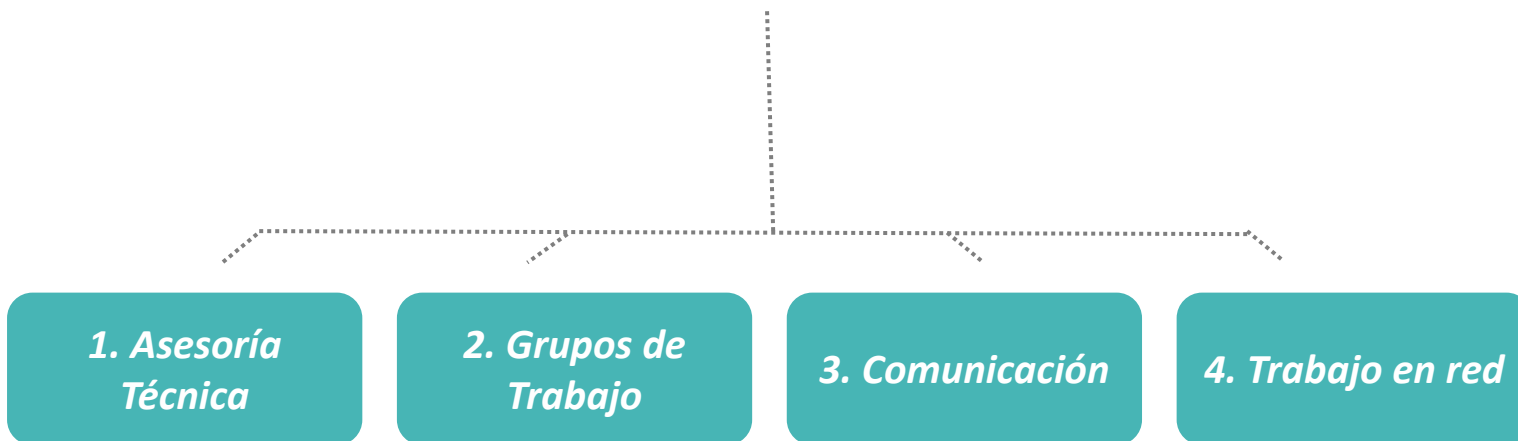 1. Asesoría
Técnica
2. Grupos de
Trabajo
3. Comunicación
4. Trabajo en red